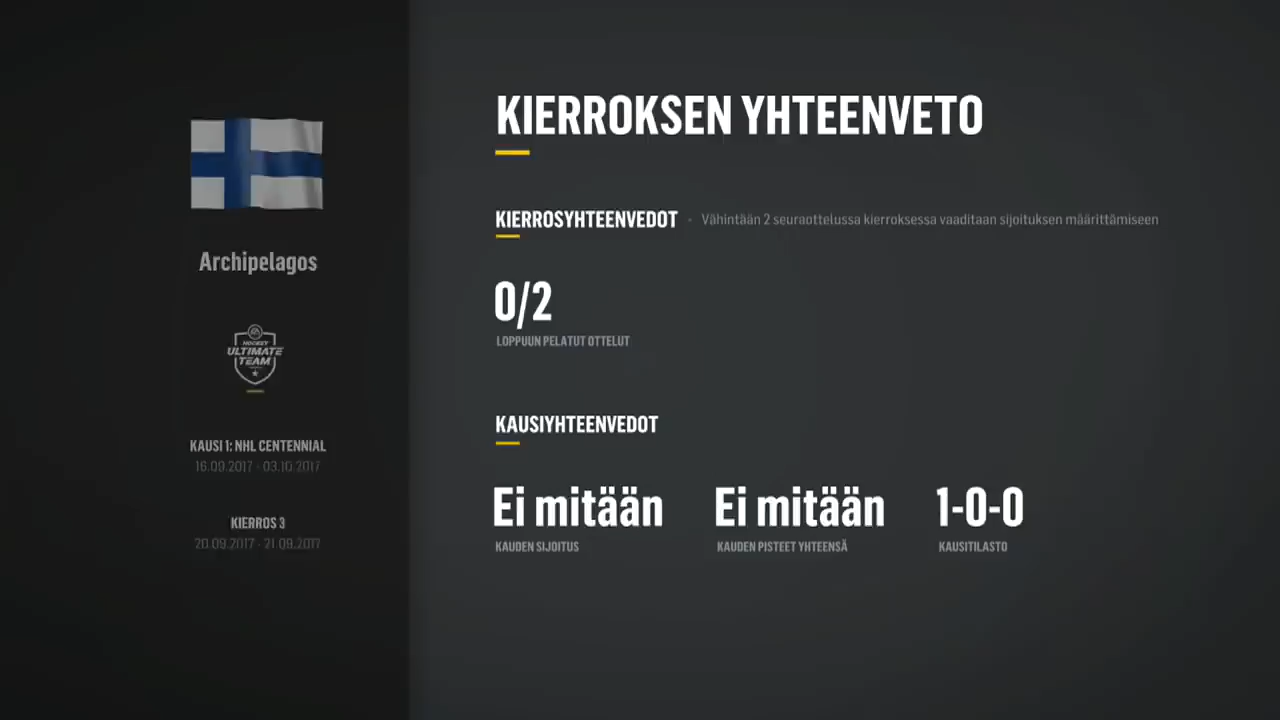 Archipelagos
EA
HOCKEY
ULTIMATE
TEAM
KAUSI 1: NHL CENTENNIAL
16.09.2017 - 03.10.2017
KIERROS 3
20.09.2017 - 21.09.2017
KIERROKSEN YHTEENVETO
KIERROSYHTEENVEDOT • Vähintään 2 seuraottelussa kierroksessa vaaditaan sijoituksen määrittämiseen
0/2
LOPPUUN PELATUT OTTELUT
KAUSIYHTEENVEDOT
Ei mitään Ei mitään 1-0-0
KAUDEN SIJOITUS KAUDEN PISTEET YHTEENSÄ KAUSITILASTO